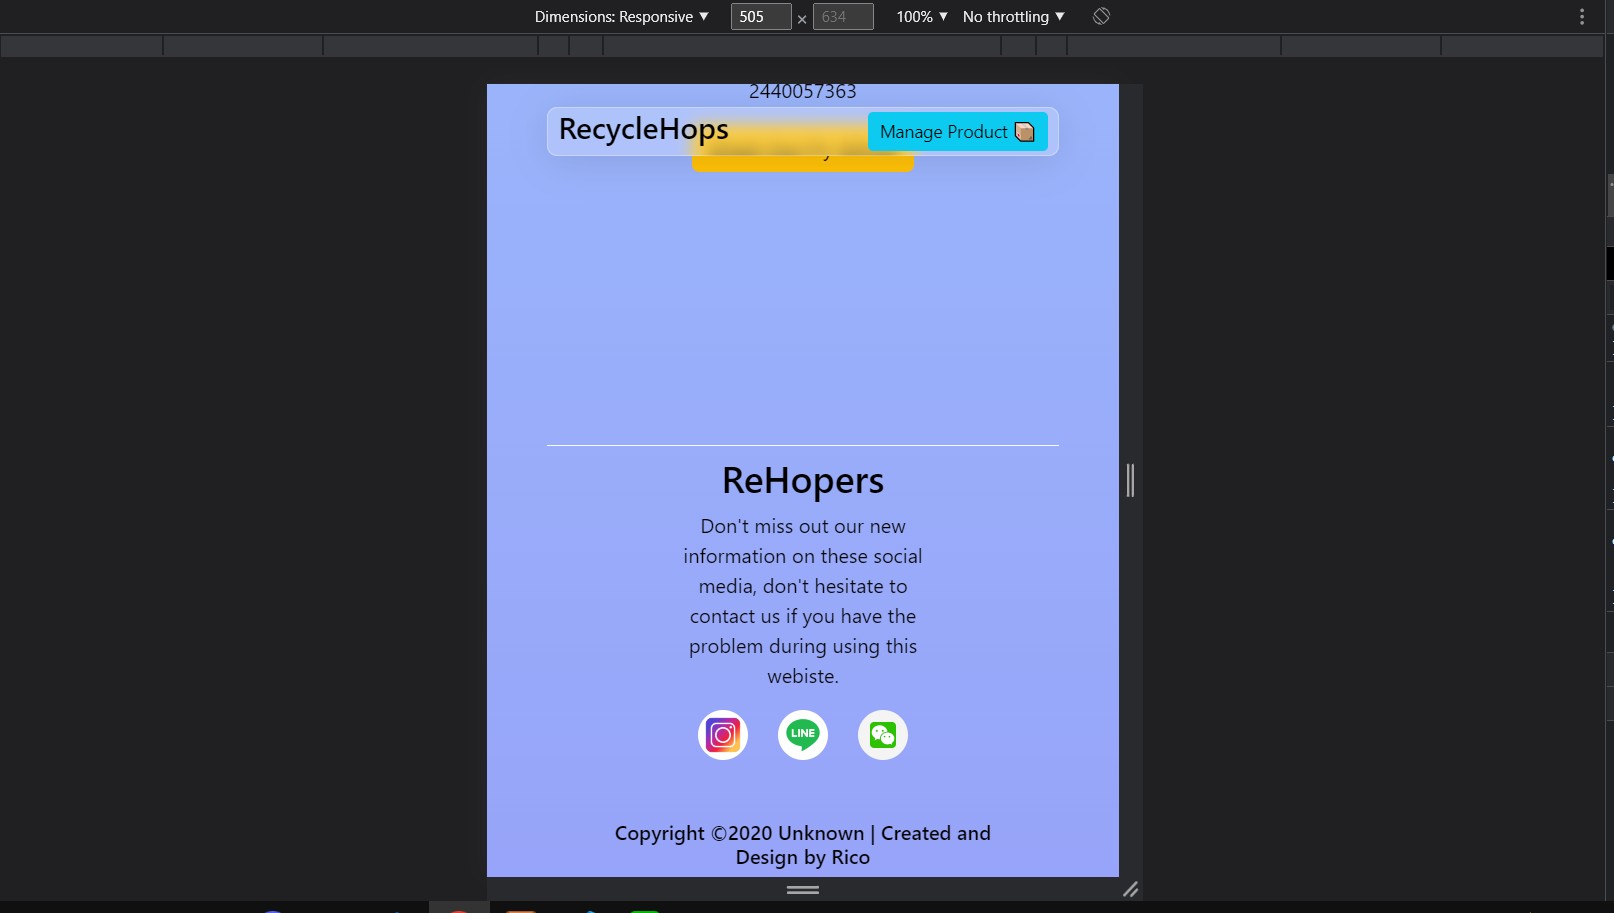 Dimensions: Responsive ▼ 505 × 634 100% ▼ No throttling ▼
2440057363
RecycleHops
Manage Product
ReHopers
Don't miss out our new
information on these social
media, don't hesitate to
contact us if you have the
problem during using this
webiste.
LINE
Copyright ©2020 Unknown | Created and
Design by Rico